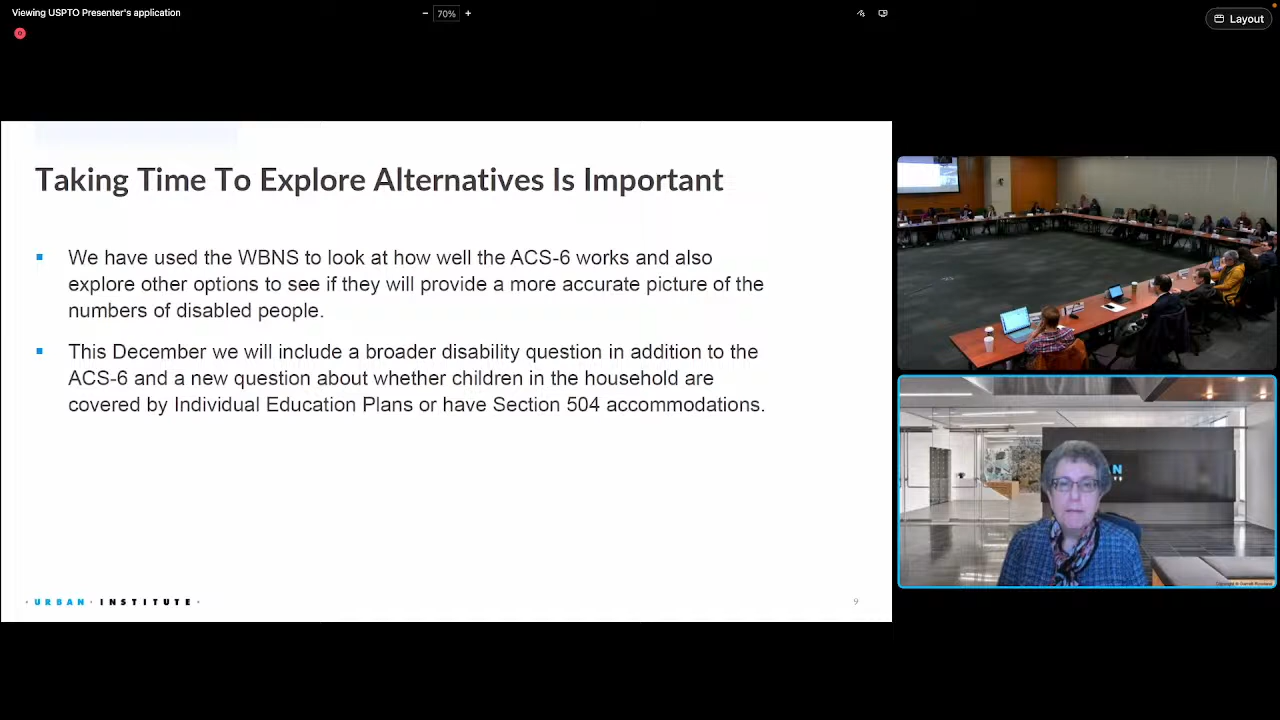 Viewing USPTO Presenter's application
− 70% +
Layout
Taking Time To Explore Alternatives Is Important
We have used the WBNS to look at how well the ACS-6 works and also
explore other options to see if they will provide a more accurate picture of the
numbers of disabled people.
This December we will include a broader disability question in addition to the
ACS-6 and a new question about whether children in the household are
covered by Individual Education Plans or have Section 504 accommodations.
· URBAN · INSTITUTE ·
9
AN